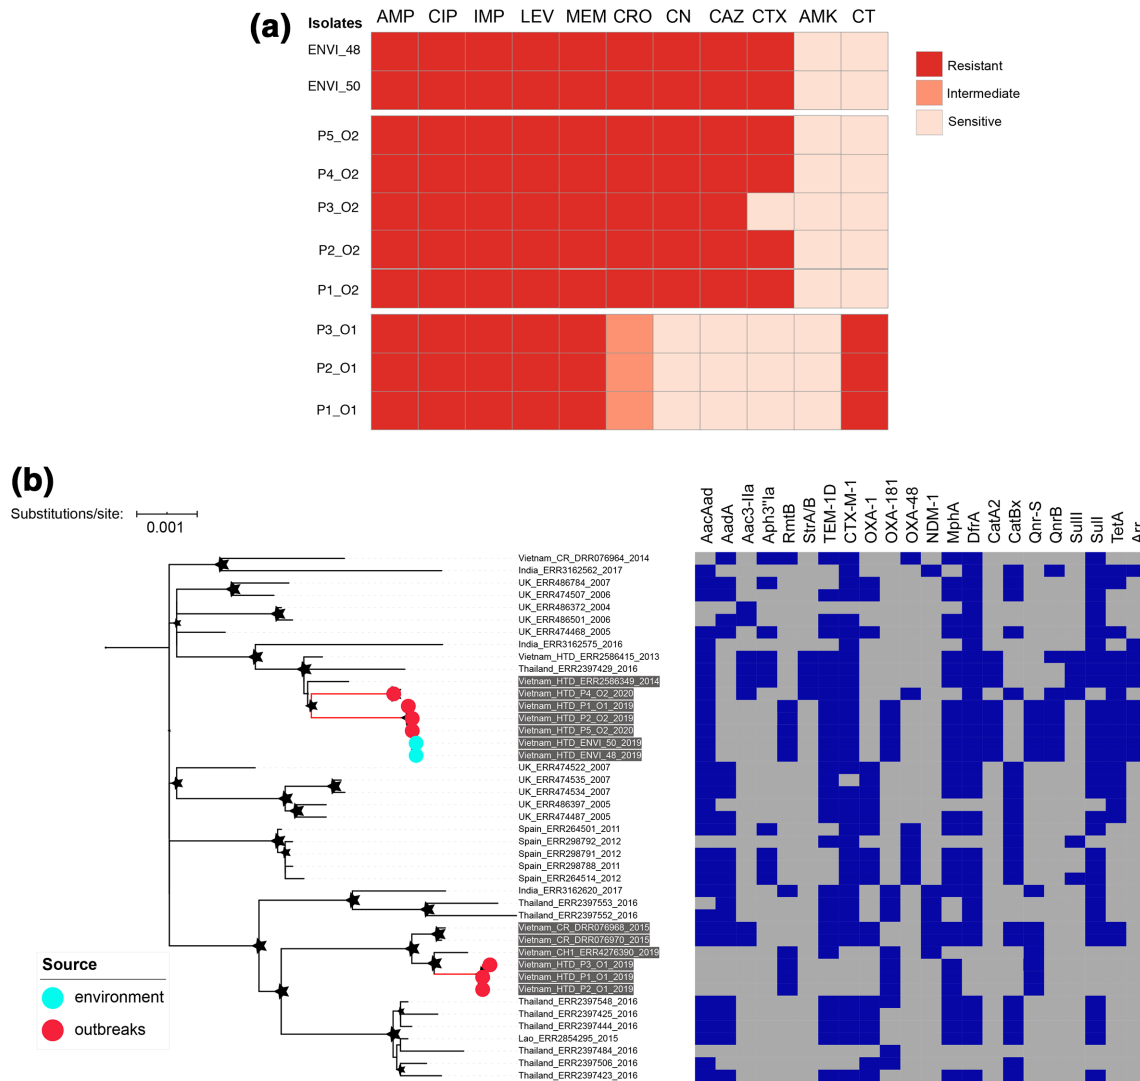 (a)
Isolates AMP CIP IMP LEV MEM CRO CN CAZ CTX AMK CT
ENVI_48
ENVI_50
P5_O2
P4_O2
P3_O2
P2_O2
P1_O2
P3_O1
P2_O1
P1_O1
Resistant
Intermediate
Sensitive
(b)
Substitutions/site:
0.001
AacAad AadA Aac3-IIa Aph3"Ia RmtB StrA/B TEM-1D CTX-M-1 OXA-1 OXA-181 OXA-48 NDM-1 MphA DfrA CatA2 CatBx Qnr-S QnrB SulII SulI TetA Arr
Vietnam_CR_DRR076964_2014
India_ERR3162562_2017
UK_ERR486784_2007
UK_ERR474507_2006
UK_ERR486372_2004
UK_ERR486501_2006
UK_ERR474468_2005
India_ERR3162575_2016
Vietnam_HTD_ERR2586415_2013
Thailand_ERR2397429_2016
Vietnam_HTD_ERR2586349_2014
Vietnam_HTD_P4_O2_2020
Vietnam_HTD_P1_O1_2019
Vietnam_HTD_P2_O2_2019
Vietnam_HTD_P5_O2_2020
Vietnam_HTD_ENVI_50_2019
Vietnam_HTD_ENVI_48_2019
UK_ERR474522_2007
UK_ERR474535_2007
UK_ERR474534_2007
UK_ERR486397_2005
UK_ERR474487_2005
Spain_ERR264501_2011
Spain_ERR298792_2012
Spain_ERR298791_2012
Spain_ERR298788_2011
Spain_ERR264514_2012
India_ERR3162620_2017
Thailand_ERR2397553_2016
Thailand_ERR2397552_2016
Vietnam_CR_DRR076968_2015
Vietnam_CR_DRR076970_2015
Vietnam_CH1_ERR4276390_2019
Vietnam_HTD_P3_O1_2019
Vietnam_HTD_P1_O1_2019
Vietnam_HTD_P2_O1_2019
Thailand_ERR2397548_2016
Thailand_ERR2397425_2016
Thailand_ERR2397444_2016
Lao_ERR2854295_2015
Thailand_ERR2397484_2016
Thailand_ERR2397506_2016
Thailand_ERR2397423_2016
Source
environment
outbreaks